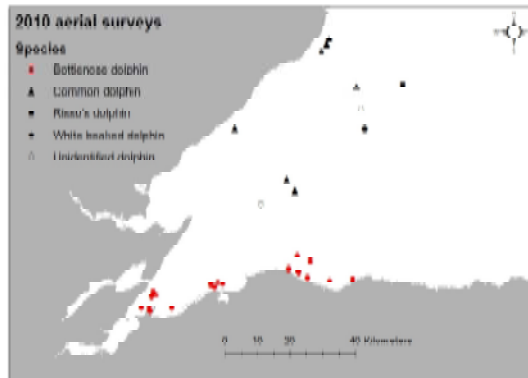 2010 aerial surveys
Species
Bottlenose dolphin
Common dolphin
Risso's dolphin
White beaked dolphin
Unidentified dolphin
0 10 20 40 Kilometers